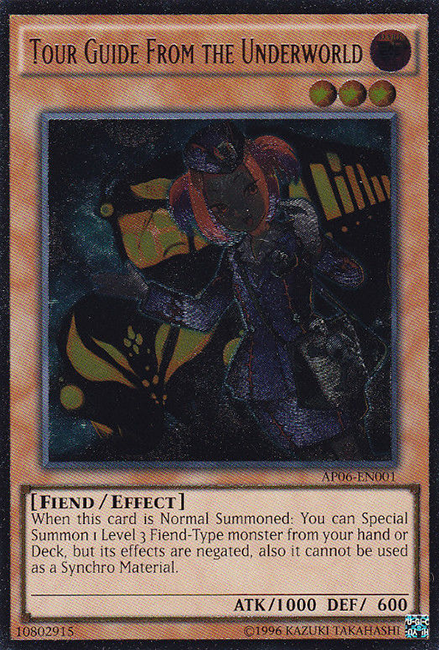 Tour Guide From the Underworld
AP06-EN001
[Fiend / Effect]
When this card is Normal Summoned: You can Special
Summon 1 Level 3 Fiend-Type monster from your hand or
Deck, but its effects are negated, also it cannot be used
as a Synchro Material.
ATK/1000 DEF/ 600
10802915
©1996 KAZUKI TAKAHASHI